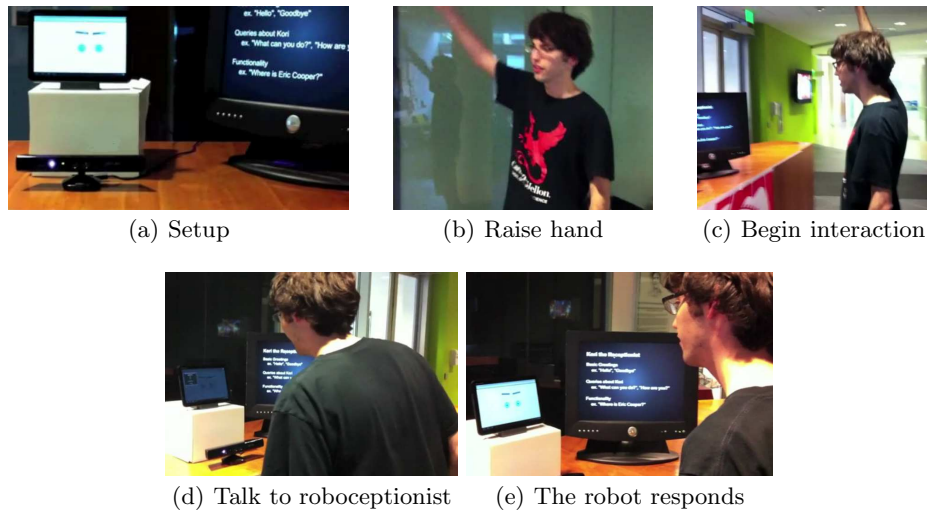 ex. "Hello", "Goodbye"
Queries about Kori
ex. "What can you do?", "How are y
Functionality
ex. "Where is Eric Cooper?"
(a) Setup
(b) Raise hand
(c) Begin interaction
Kori the Receptionist
Basic Greetings
ex. "Hello", "Goodbye"
Queries about Kori
ex. "What can you do?", "How are you?"
Functionality
ex. "Where is Eric Cooper?"
(d) Talk to roboceptionist
(e) The robot responds